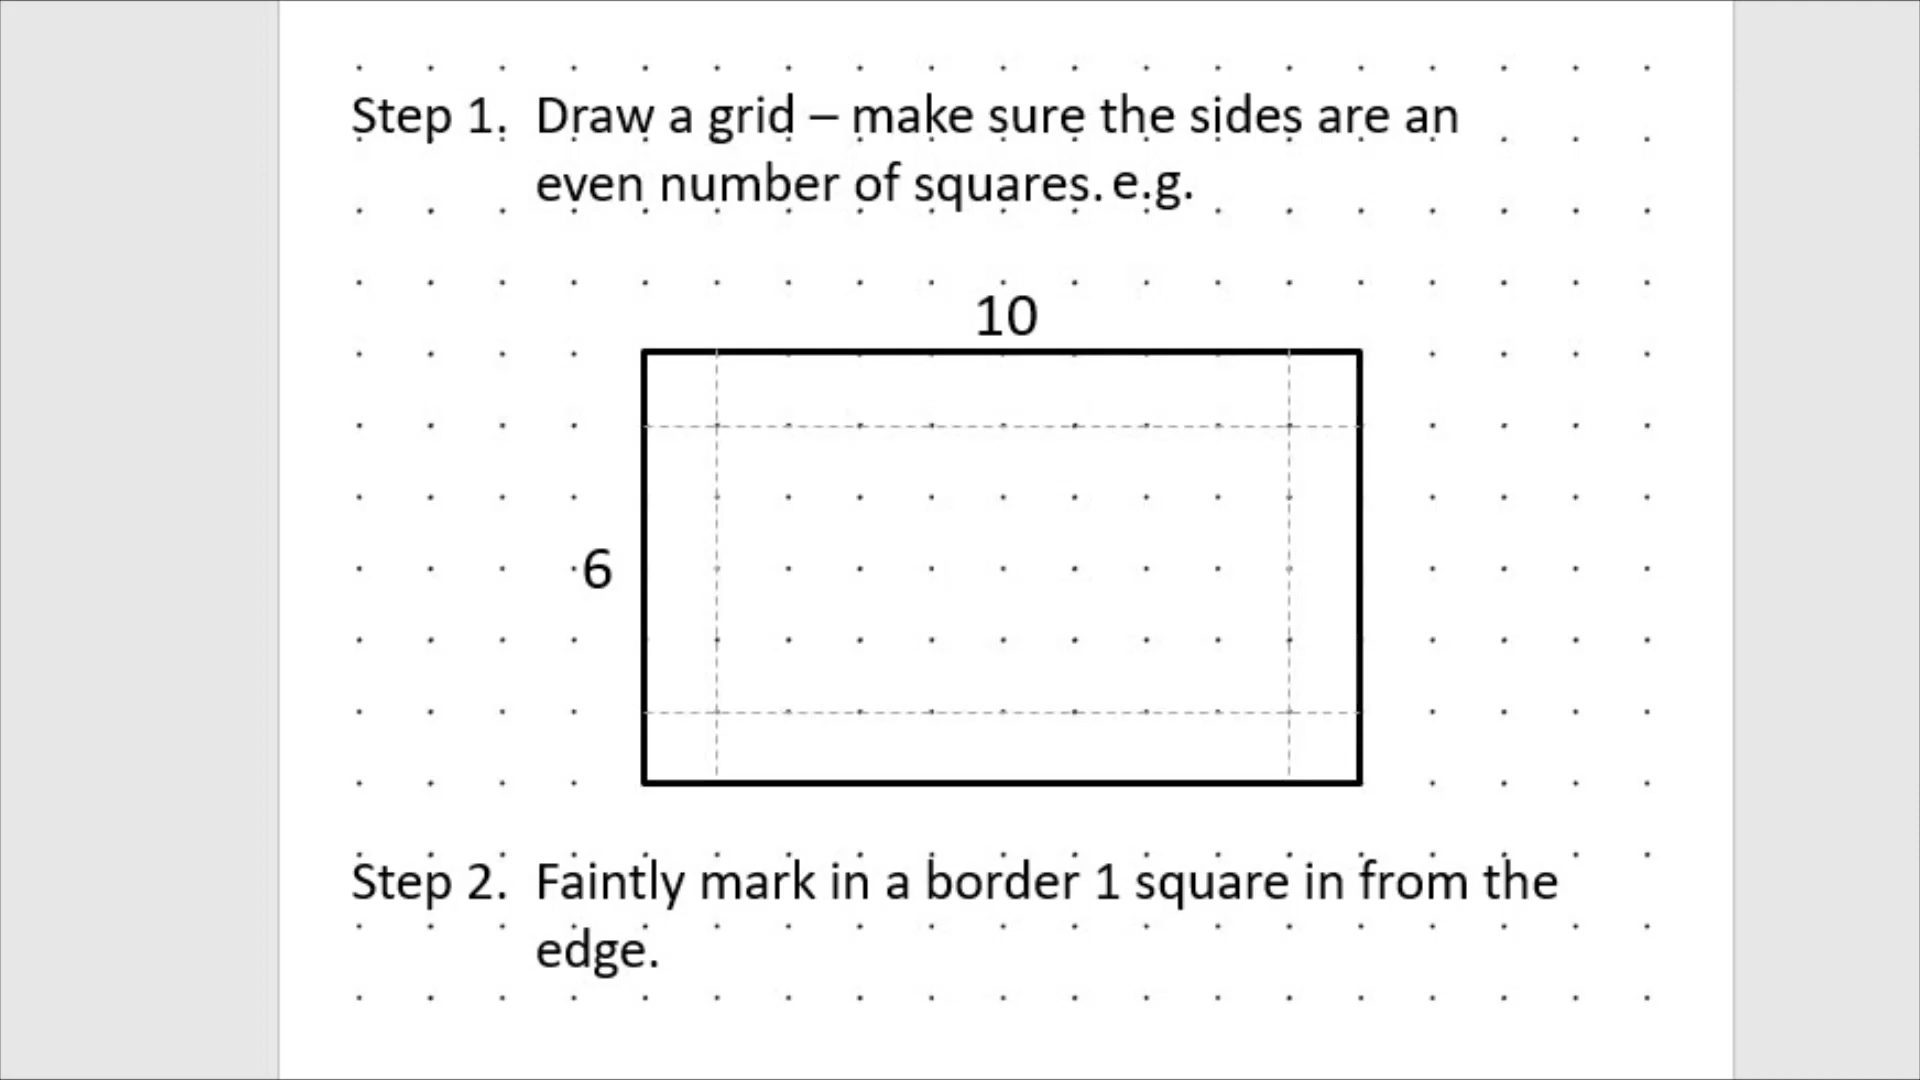 Step 1. Draw a grid – make sure the sides are an
even number of squares. e.g.
10
6
Step 2. Faintly mark in a border 1 square in from the
edge.